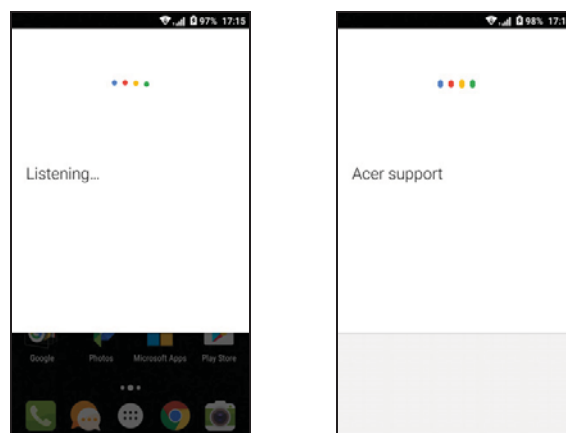 97% 17:15
Listening...
Google Photos Microsoft Apps Play Store
98% 17:1
Acer support